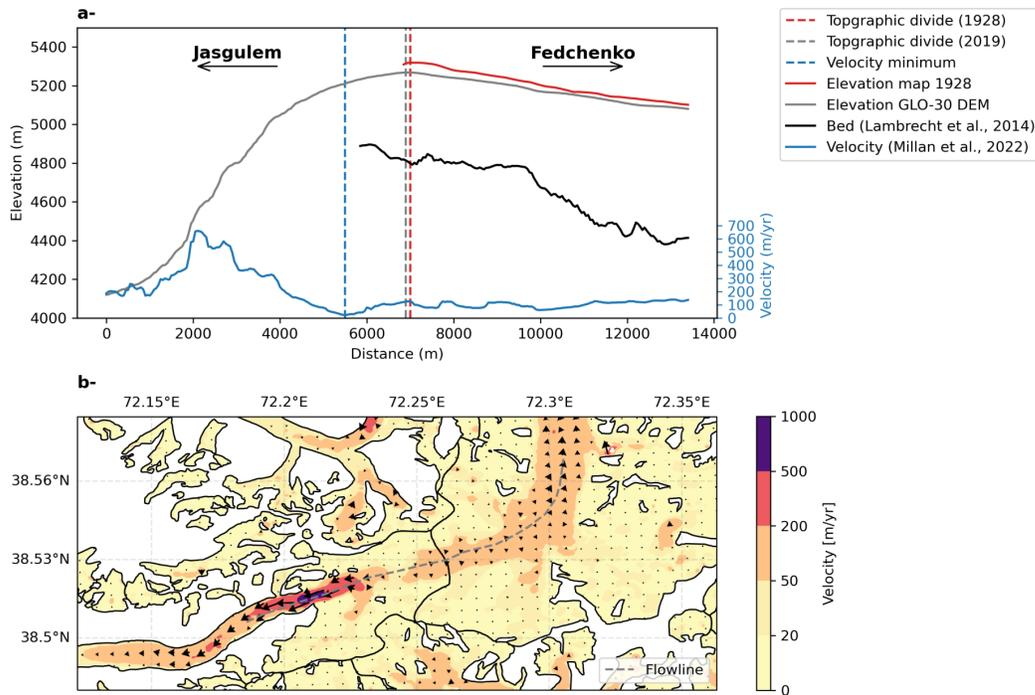 a-
Jasgulem
Fedchenko
5400
5200
5000
4800
4600
4400
4200
4000
Elevation (m)
0 2000 4000 6000 8000 10000 12000 14000
Distance (m)
700
600
500
400
300
200
100
0
Velocity (m/yr)
Topgraphic divide (1928)
Topgraphic divide (2019)
Velocity minimum
Elevation map 1928
Elevation GLO-30 DEM
Bed (Lambrecht et al., 2014)
Velocity (Millan et al., 2022)
b-
72.15°E 72.2°E 72.25°E 72.3°E 72.35°E
38.56°N
38.53°N
38.5°N
Flowline
1000
500
200
50
20
0
Velocity [m/yr]